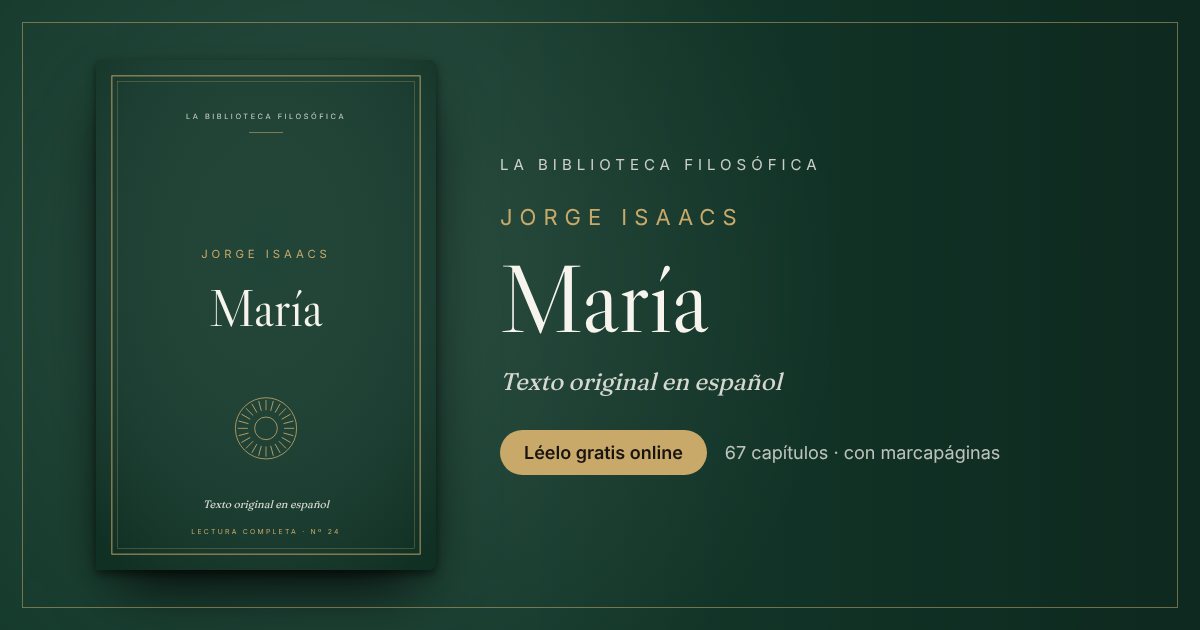 LA BIBLIOTECA FILOSÓFICA
JORGE ISAACS
María
Texto original en español
LECTURA COMPLETA · Nº 24
LA BIBLIOTECA FILOSÓFICA
JORGE ISAACS
María
Texto original en español
Léelo gratis online
67 capítulos · con marcapáginas